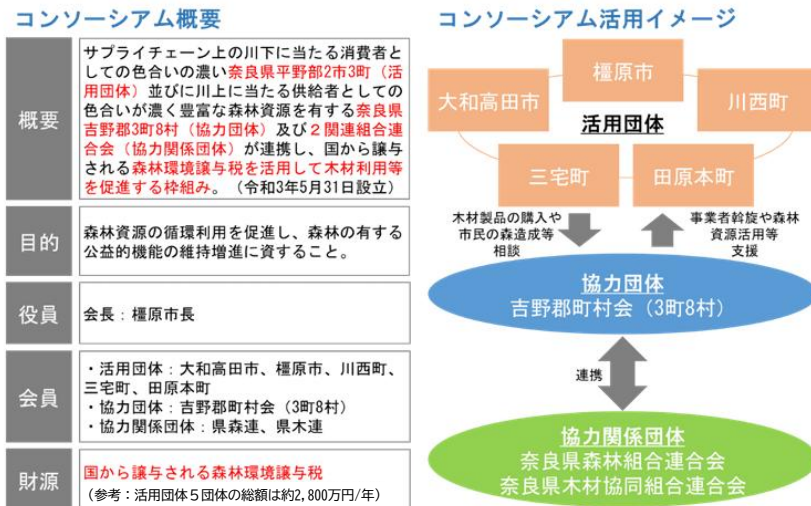 コンソーシアム概要
概要
サプライチェーン上の川下に当たる消費者と
しての色合いの濃い奈良県平野部2市3町（活
用団体）並びに川上に当たる供給者としての
色合いが濃く豊富な森林資源を有する奈良県
吉野郡3町8村（協力団体）及び２関連組合連
合会（協力関係団体）が連携し、国から譲与
される森林環境譲与税を活用して木材利用等
を促進する枠組み。（令和3年5月31日設立）
目的
森林資源の循環利用を促進し、森林の有する
公益的機能の維持増進に資すること。
役員
会長：橿原市長
会員
・活用団体：大和高田市、橿原市、川西町、
三宅町、田原本町
・協力団体：吉野郡町村会（3町8村）
・協力関係団体：県森連、県木連
財源
国から譲与される森林環境譲与税
（参考：活用団体５団体の総額は約2,800万円/年）
コンソーシアム活用イメージ
橿原市
大和高田市
川西町
活用団体
三宅町
田原本町
木材製品の購入や
市民の森造成等
相談
事業者斡旋や森林
資源活用等
支援
協力団体
吉野郡町村会（3町8村）
連携
協力関係団体
奈良県森林組合連合会
奈良県木材協同組合連合会